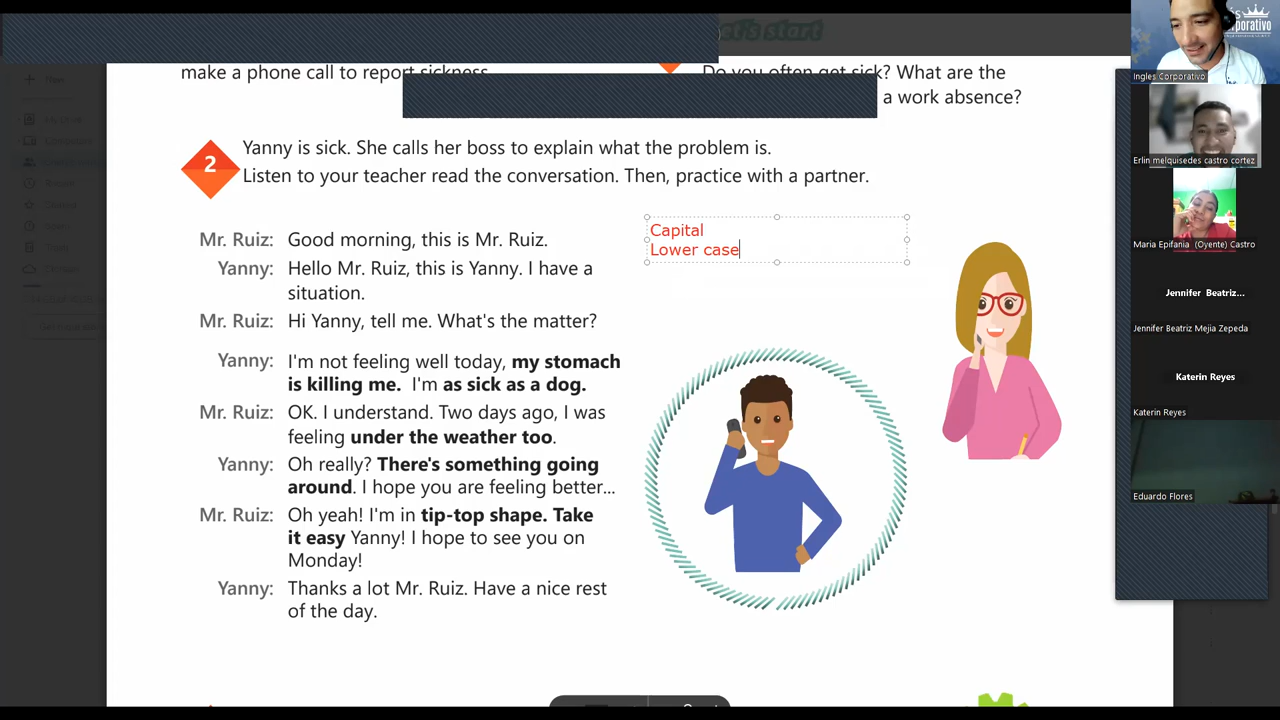 et's start
make a phone call to report sickness
Do you often get sick? What are the
a work absence?
2
Yanny is sick. She calls her boss to explain what the problem is.
Listen to your teacher read the conversation. Then, practice with a partner.
Mr. Ruiz: Good morning, this is Mr. Ruiz.
Yanny: Hello Mr. Ruiz, this is Yanny. I have a
situation.
Mr. Ruiz: Hi Yanny, tell me. What's the matter?
Yanny: I'm not feeling well today, my stomach
is killing me. I'm as sick as a dog.
Mr. Ruiz: OK. I understand. Two days ago, I was
feeling under the weather too.
Yanny: Oh really? There's something going
around. I hope you are feeling better...
Mr. Ruiz: Oh yeah! I'm in tip-top shape. Take
it easy Yanny! I hope to see you on
Monday!
Yanny: Thanks a lot Mr. Ruiz. Have a nice rest
of the day.
Capital
Lower case
Ingles Corporativo
Erlin melquisedes castro cortez
Maria Epifania (Oyente) Castro
Jennifer Beatriz...
Jennifer Beatriz Mejia Zepeda
Katerin Reyes
Katerin Reyes
Eduardo Flores